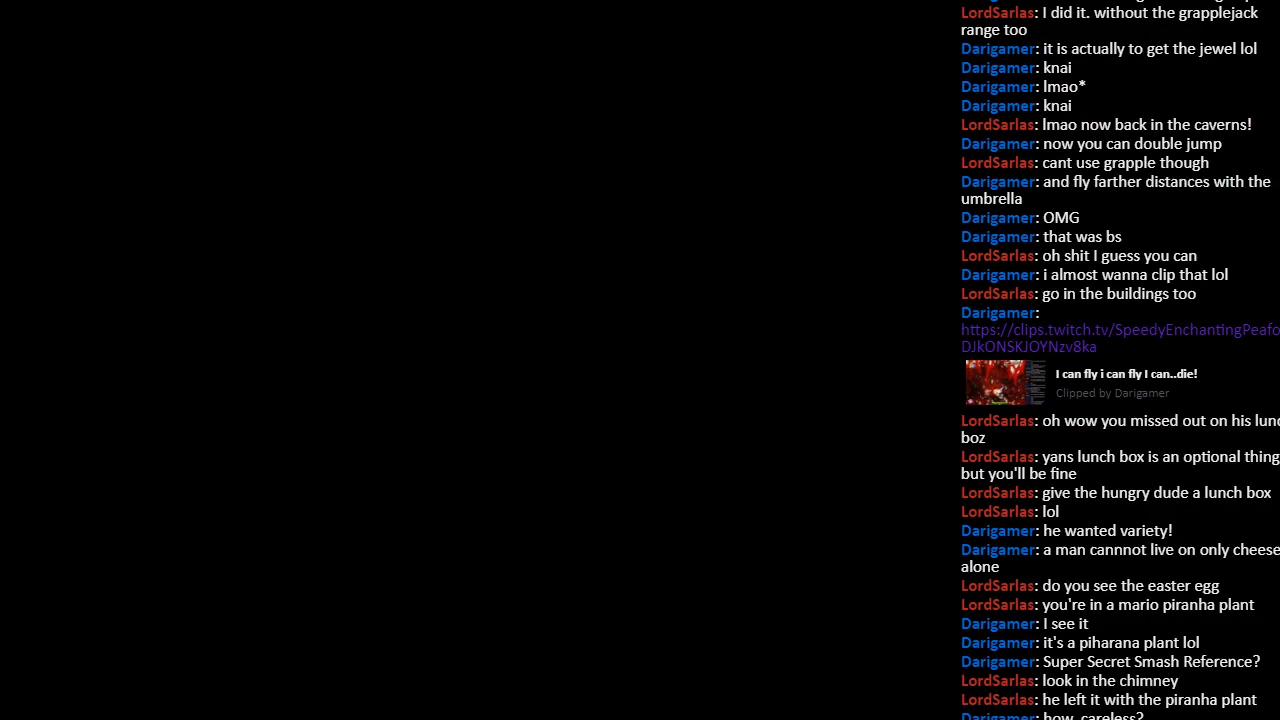 LordSarlas: I did it. without the grapplejack
range too
Darigamer: it is actually to get the jewel lol
Darigamer: knai
Darigamer: lmao*
Darigamer: knai
LordSarlas: lmao now back in the caverns!
Darigamer: now you can double jump
LordSarlas: cant use grapple though
Darigamer: and fly farther distances with the
umbrella
Darigamer: OMG
Darigamer: that was bs
LordSarlas: oh shit I guess you can
Darigamer: i almost wanna clip that lol
LordSarlas: go in the buildings too
Darigamer:
https://clips.twitch.tv/SpeedyEnchantingPeafo
DJkONSKJOYNzv8ka
I can fly i can fly I can..die!
Clipped by Darigamer
LordSarlas: oh wow you missed out on his lunc
boz
LordSarlas: yans lunch box is an optional thing
but you'll be fine
LordSarlas: give the hungry dude a lunch box
LordSarlas: lol
Darigamer: he wanted variety!
Darigamer: a man cannnot live on only cheese
alone
LordSarlas: do you see the easter egg
LordSarlas: you're in a mario piranha plant
Darigamer: I see it
Darigamer: it's a piharana plant lol
Darigamer: Super Secret Smash Reference?
LordSarlas: look in the chimney
LordSarlas: he left it with the piranha plant
Darigamer: how careless?